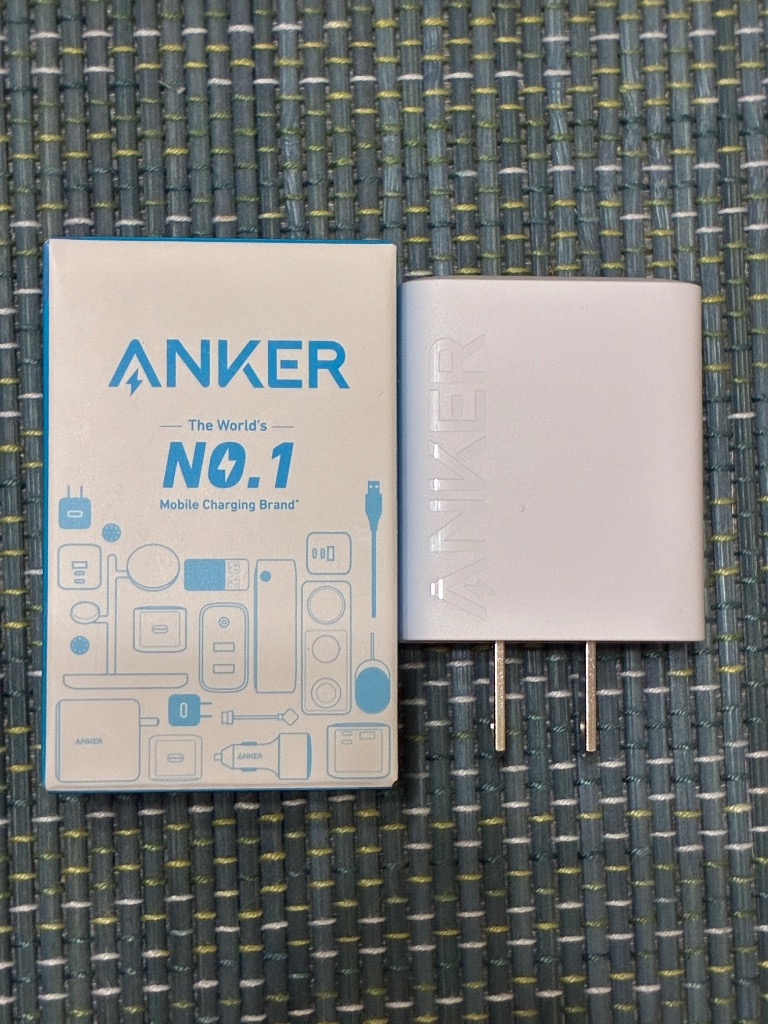 ANKER
The World's
NO.1
Mobile Charging Brand*
ANKER
ANKER
ANKER